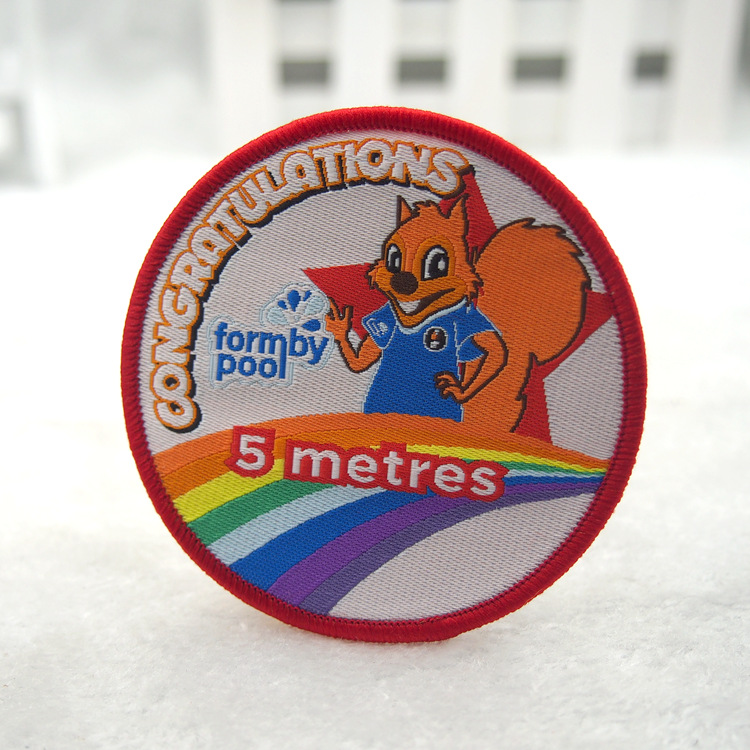 CONGRATULATIONS
formby
pool
5 metres